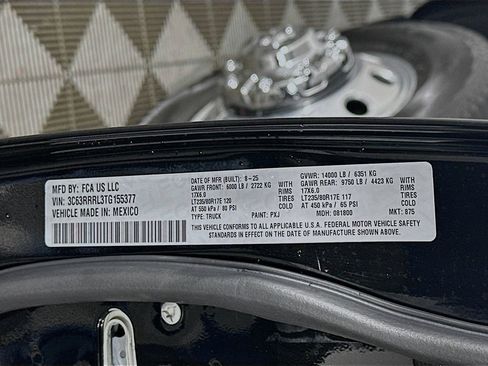 MFD BY: FCA US LLC
VIN: 3C63RRRL3TG155377
VEHICLE MADE IN: MEXICO
DATE OF MFR (BUILT): 8-25
GVWR: 14000 LB / 6351 KG
GAWR FRONT: 6000 LB / 2722 KG
GAWR REAR: 9750 LB / 4423 KG
17X6.0 RIMS 17X6.0 RIMS
LT235/80R17E 120 TIRES LT235/80R17E 117 TIRES
AT 550 kPa / 80 PSI AT 450 kPa / 65 PSI COLD
TYPE: TRUCK PAINT: PXJ MDH: 081800 MKT: 875
THIS VEHICLE CONFORMS TO ALL APPLICABLE U.S.A. FEDERAL MOTOR VEHICLE SAFETY
STANDARDS IN EFFECT ON THE DATE OF MANUFACTURE SHOWN ABOVE.